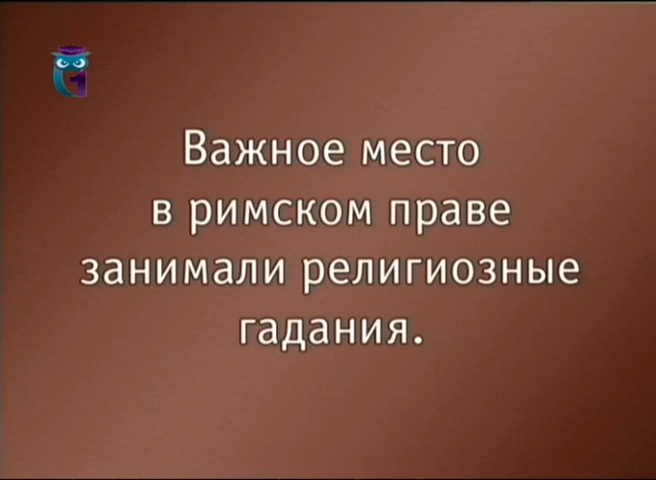 Важное место
в римском праве
занимали религиозные
гадания.